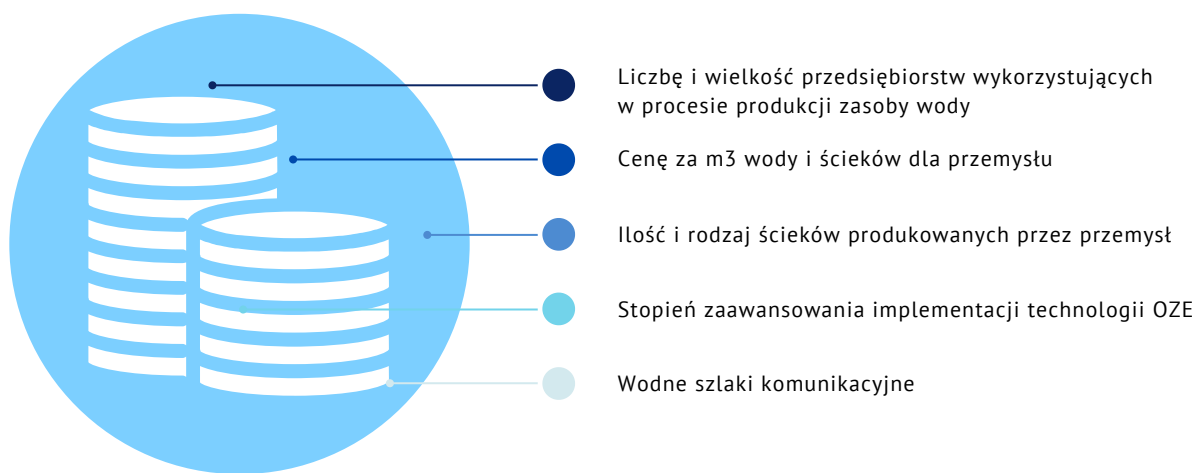 Liczbę i wielkość przedsiębiorstw wykorzystujących
w procesie produkcji zasoby wody
Cenę za m3 wody i ścieków dla przemysłu
Ilość i rodzaj ścieków produkowanych przez przemysł
Stopień zaawansowania implementacji technologii OZE
Wodne szlaki komunikacyjne